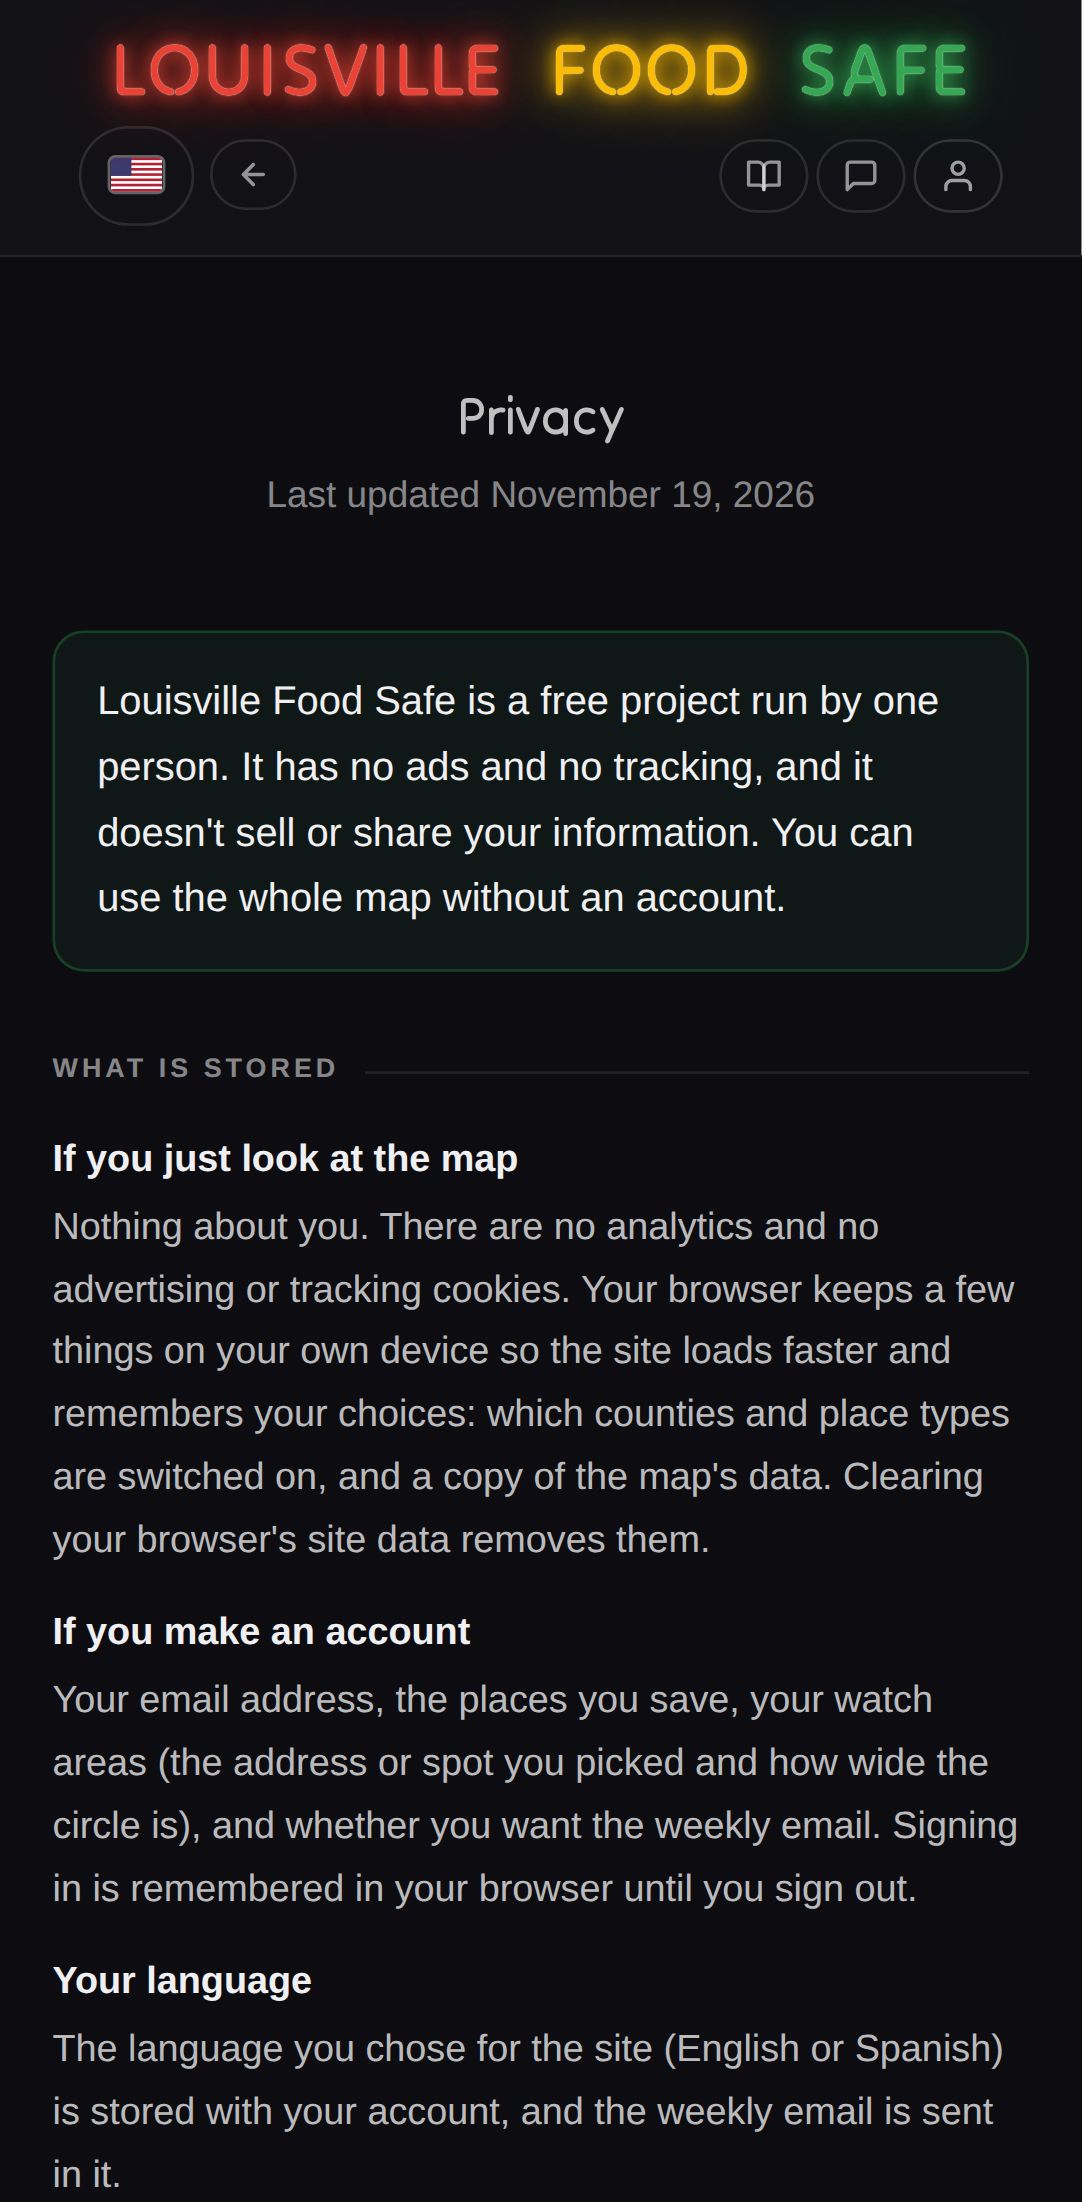 LOUISVILLE FOOD SAFE
Privacy
Last updated November 19, 2026
Louisville Food Safe is a free project run by one
person. It has no ads and no tracking, and it
doesn't sell or share your information. You can
use the whole map without an account.
WHAT IS STORED
If you just look at the map
Nothing about you. There are no analytics and no
advertising or tracking cookies. Your browser keeps a few
things on your own device so the site loads faster and
remembers your choices: which counties and place types
are switched on, and a copy of the map's data. Clearing
your browser's site data removes them.
If you make an account
Your email address, the places you save, your watch
areas (the address or spot you picked and how wide the
circle is), and whether you want the weekly email. Signing
in is remembered in your browser until you sign out.
Your language
The language you chose for the site (English or Spanish)
is stored with your account, and the weekly email is sent
in it.